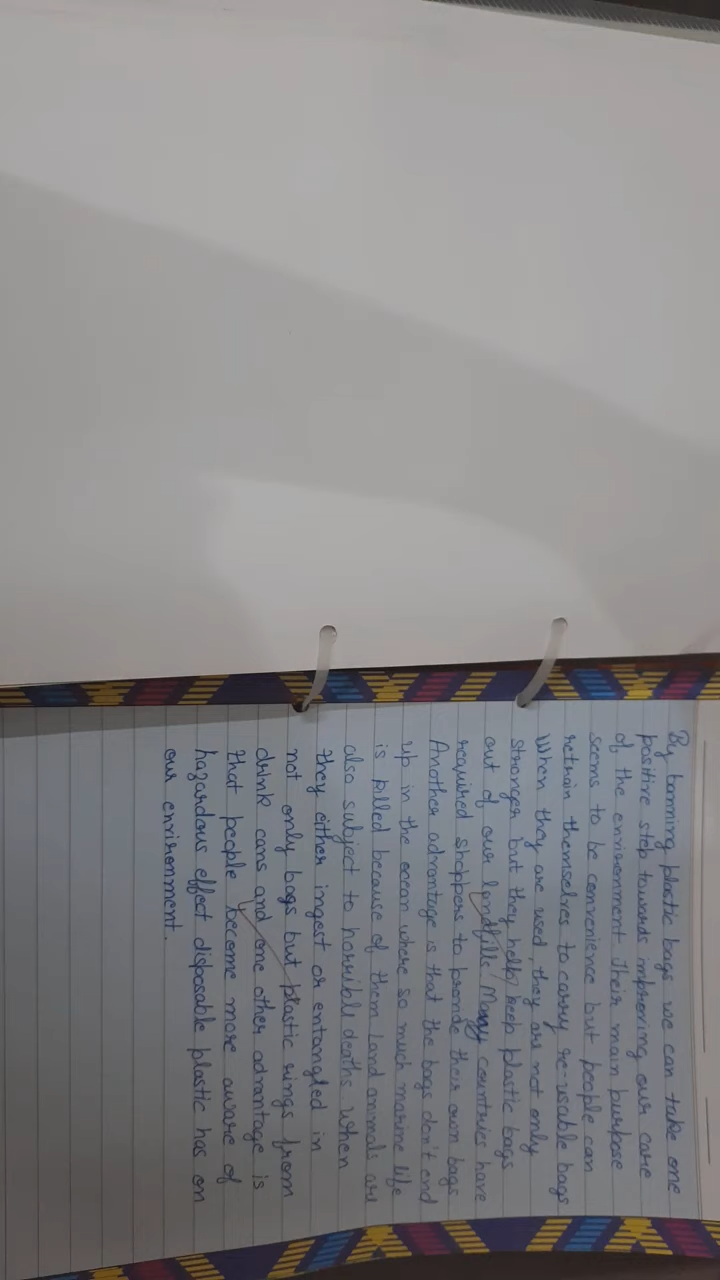 By banning plastic bags we can take one
positive step towards improving our care
of the environment. Their main purpose
seems to be convenience but people can
retrain themselves to carry re-usable bags
When they are used, they are not only
stronger but they help keep plastic bags
out of our landfills. Many countries have
required shoppers to provide their own bags.
Another advantage is that the bags don't end
up in the ocean where so much marine life
is killed because of them. Land animals are
also subject to horrible deaths. When
they either ingest or entangled in
not only bags but plastic rings from
drink cans and one other advantage is
that people become more aware of
hazardous effect disposable plastic has on
our environment.